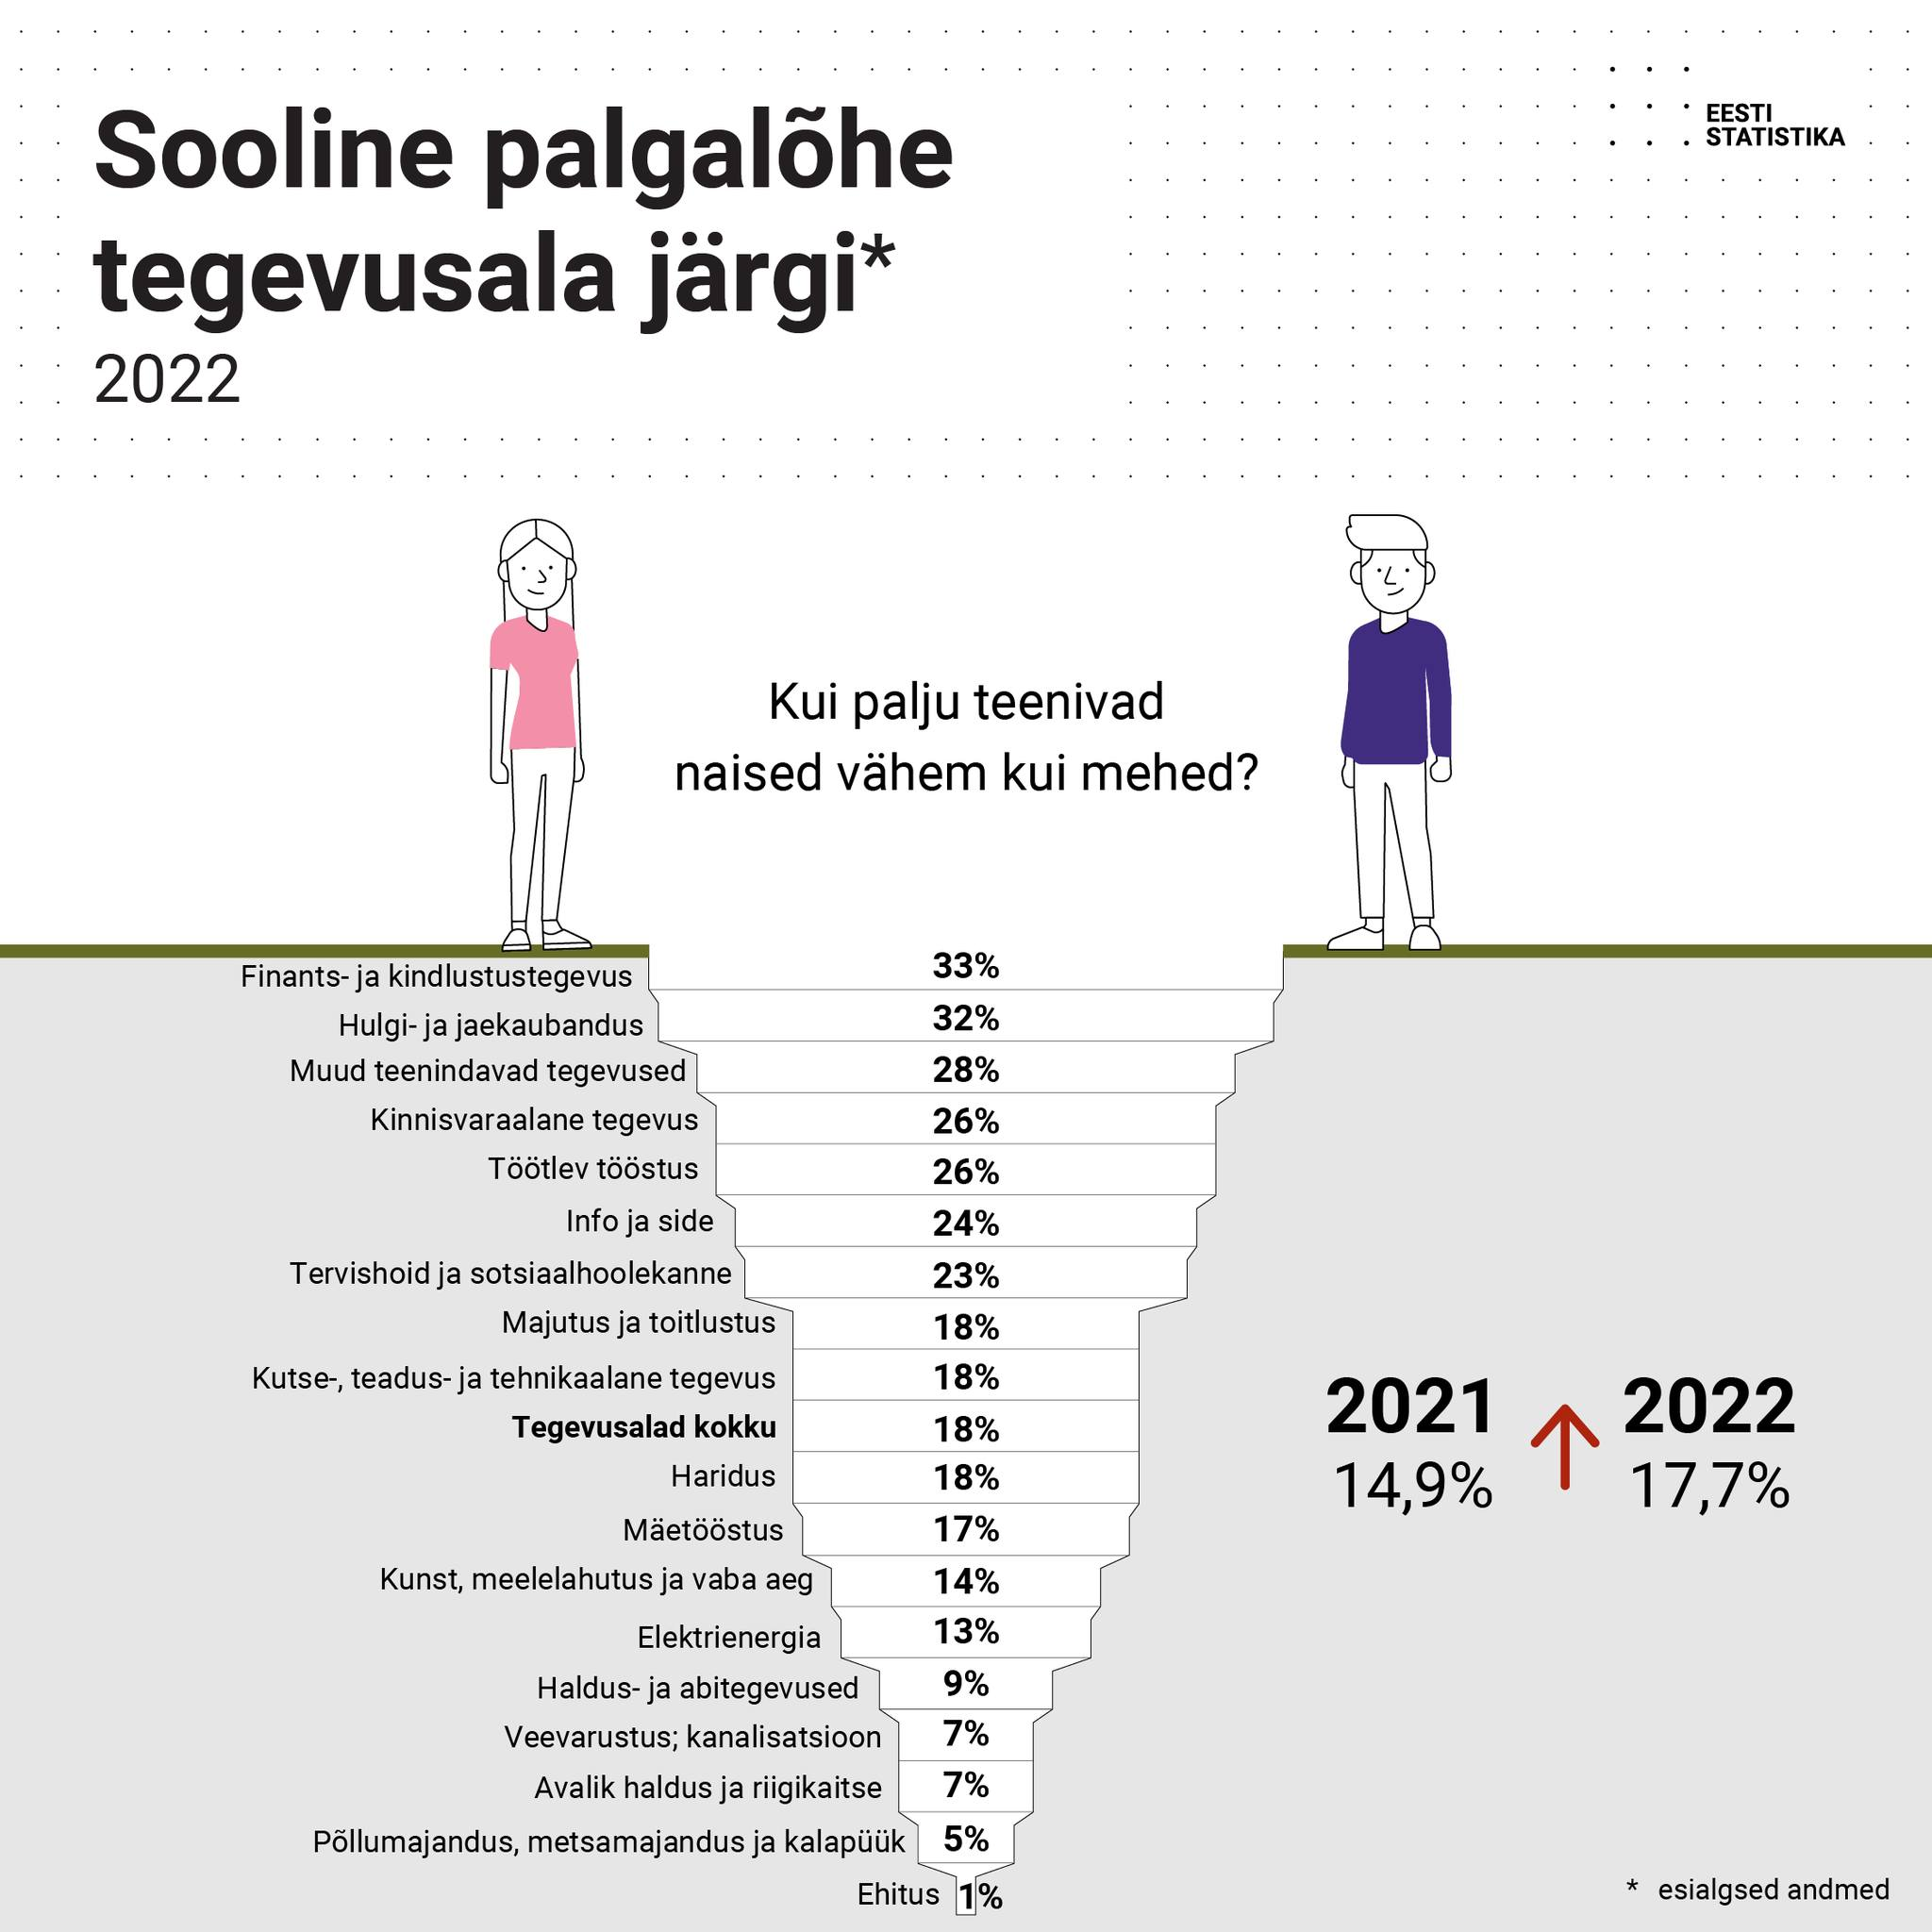 Sooline palgalõhe
tegevusala järgi*
2022
EESTI
STATISTIKA
Kui palju teenivad
naised vähem kui mehed?
Finants- ja kindlustustegevus 33%
Hulgi- ja jaekaubandus 32%
Muud teenindavad tegevused 28%
Kinnisvaraalane tegevus 26%
Töötlev tööstus 26%
Info ja side 24%
Tervishoid ja sotsiaalhoolekanne 23%
Majutus ja toitlustus 18%
Kutse-, teadus- ja tehnikaalane tegevus 18%
Tegevusalad kokku 18%
Haridus 18%
Mäetööstus 17%
Kunst, meelelahutus ja vaba aeg 14%
Elektrienergia 13%
Haldus- ja abitegevused 9%
Veevarustus; kanalisatsioon 7%
Avalik haldus ja riigikaitse 7%
Põllumajandus, metsamajandus ja kalapüük 5%
Ehitus 1%
2021 2022
14,9% 17,7%
* esialgsed andmed